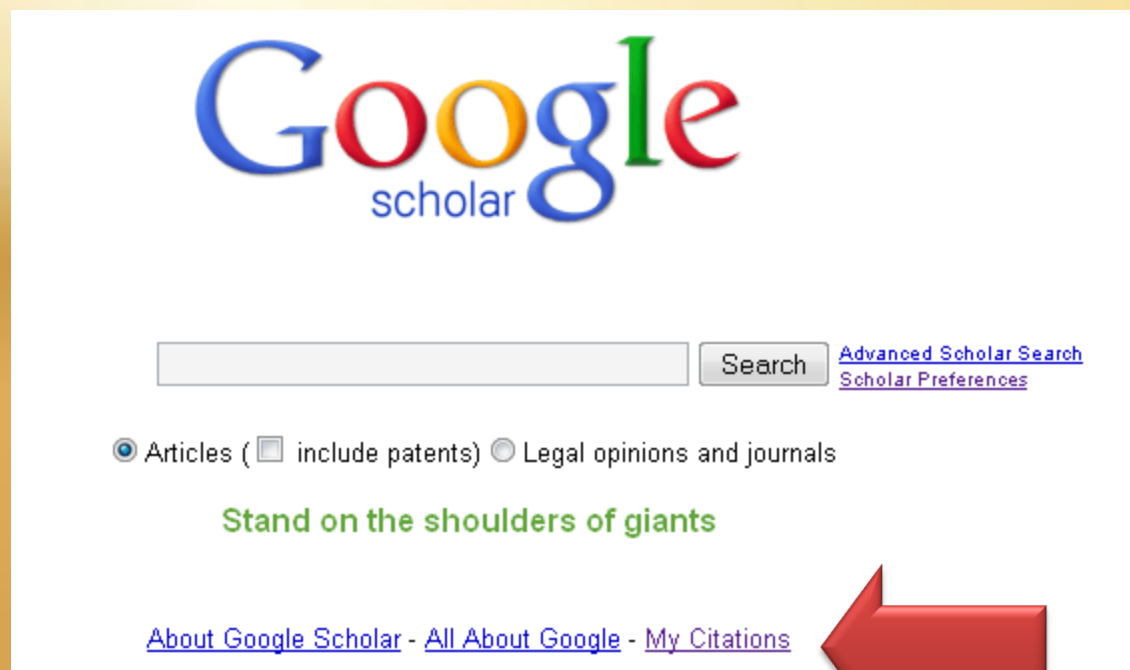 Google
scholar
Search
Advanced Scholar Search
Scholar Preferences
Articles ( include patents) Legal opinions and journals
Stand on the shoulders of giants
About Google Scholar - All About Google - My Citations